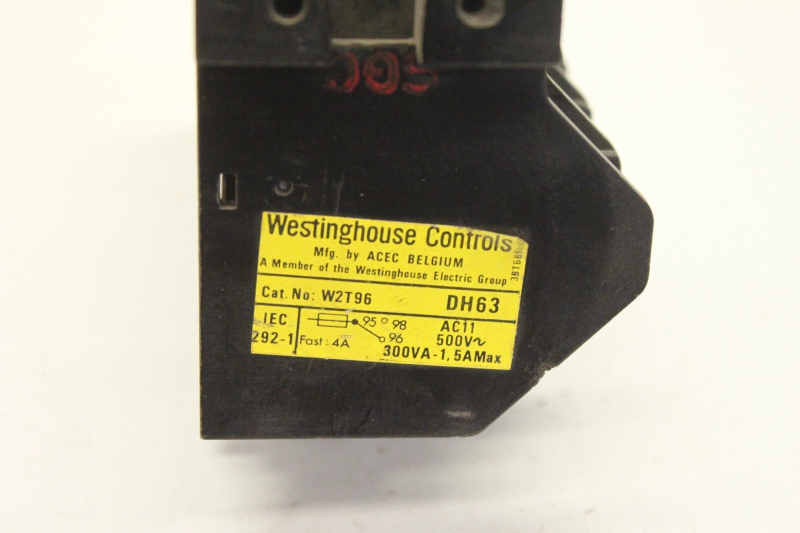 Westinghouse Controls
Mfg. by ACEC BELGIUM
A Member of the Westinghouse Electric Group
Cat. No: W2T96 DH63
IEC 95 98 AC11
292-1 Fast: 4A 96 500V~
300VA-1,5AMax